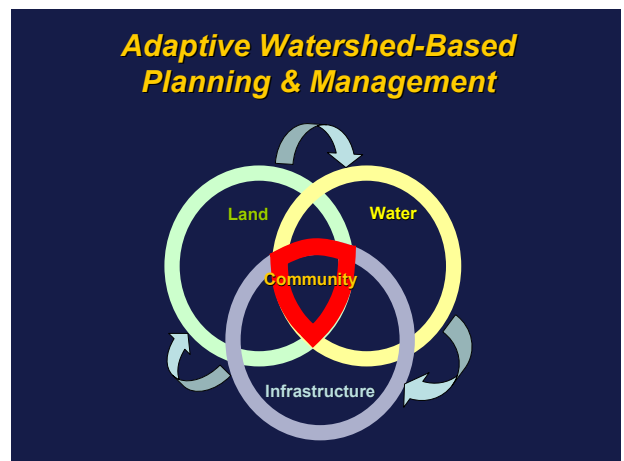 Adaptive Watershed-Based
Planning & Management
Land
Water
Community
Infrastructure